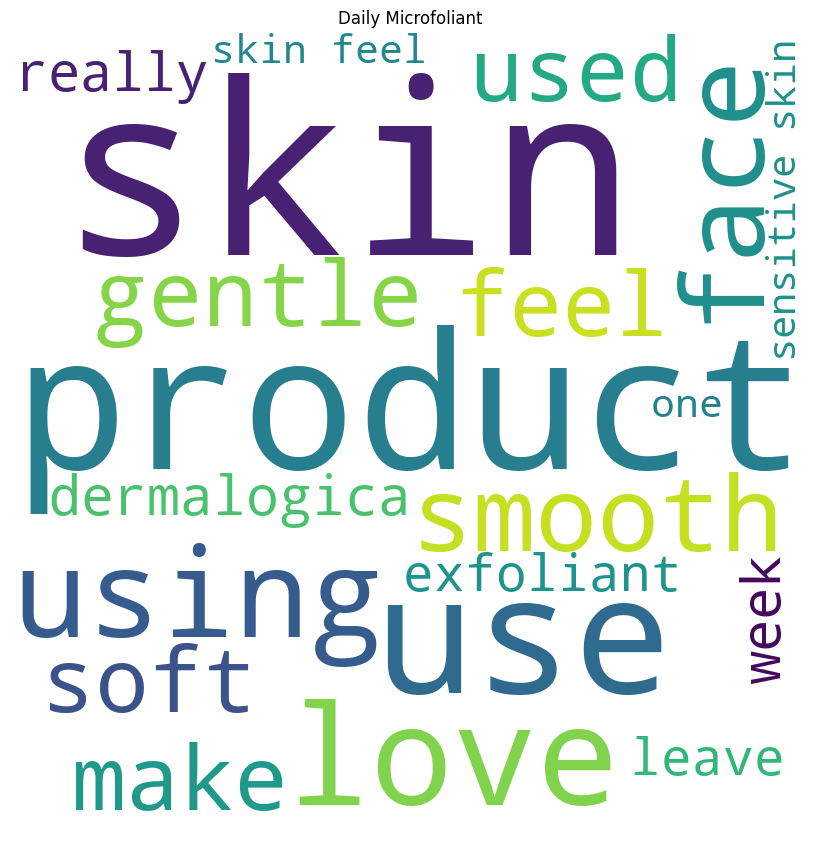 Daily Microfoliant
really
skin feel
used
sensitive skin
skin
face
gentle
feel
product
one
dermalogica
smooth
using
exfoliant
week
use
soft
love
make
leave